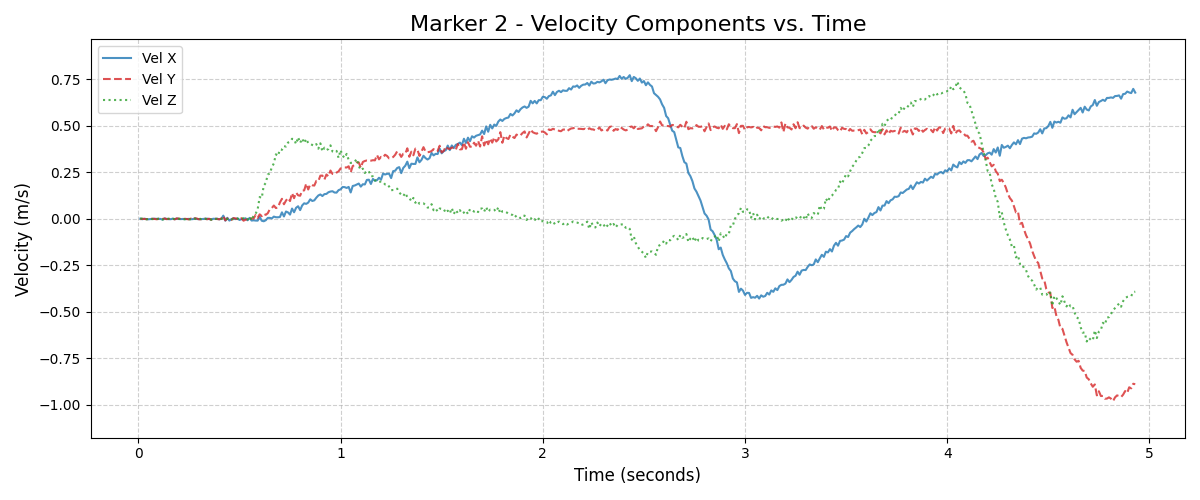 Marker 2 - Velocity Components vs. Time
Vel X
Vel Y
Vel Z
Velocity (m/s)
0.75
0.50
0.25
0.00
−0.25
−0.50
−0.75
−1.00
0 1 2 3 4 5
Time (seconds)